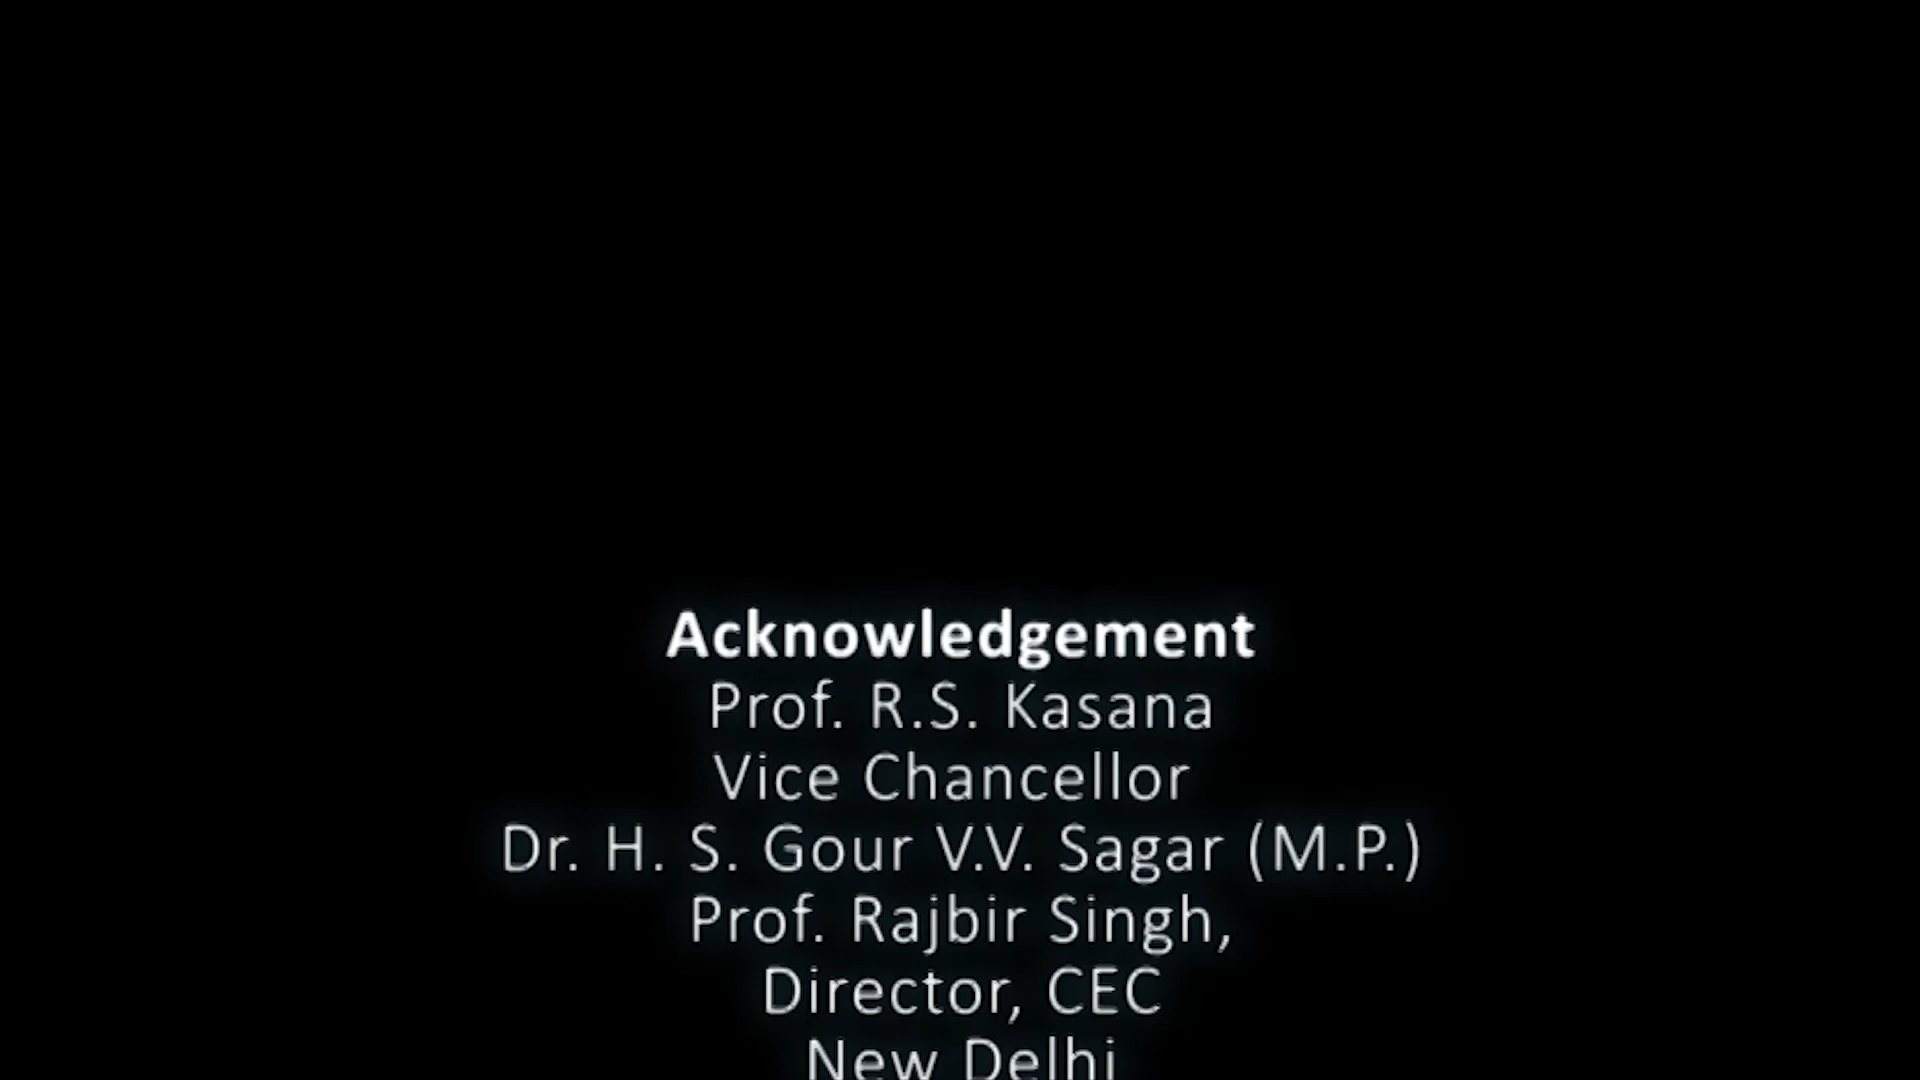 Acknowledgement
Prof. R.S. Kasana
Vice Chancellor
Dr. H. S. Gour V.V. Sagar (M.P.)
Prof. Rajbir Singh,
Director, CEC
New Delhi